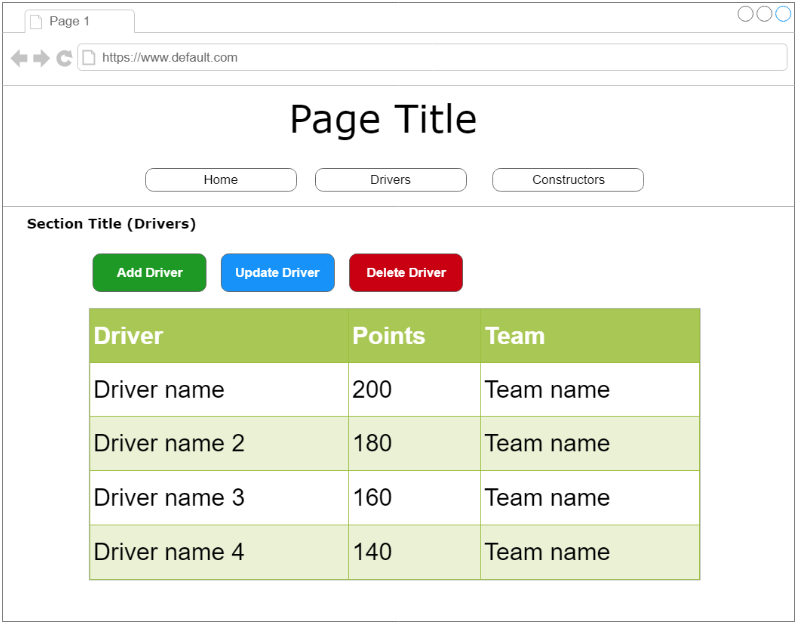 Page 1
https://www.default.com
Page Title
Home Drivers Constructors
Section Title (Drivers)
Add Driver Update Driver Delete Driver
Driver Points Team
Driver name 200 Team name
Driver name 2 180 Team name
Driver name 3 160 Team name
Driver name 4 140 Team name